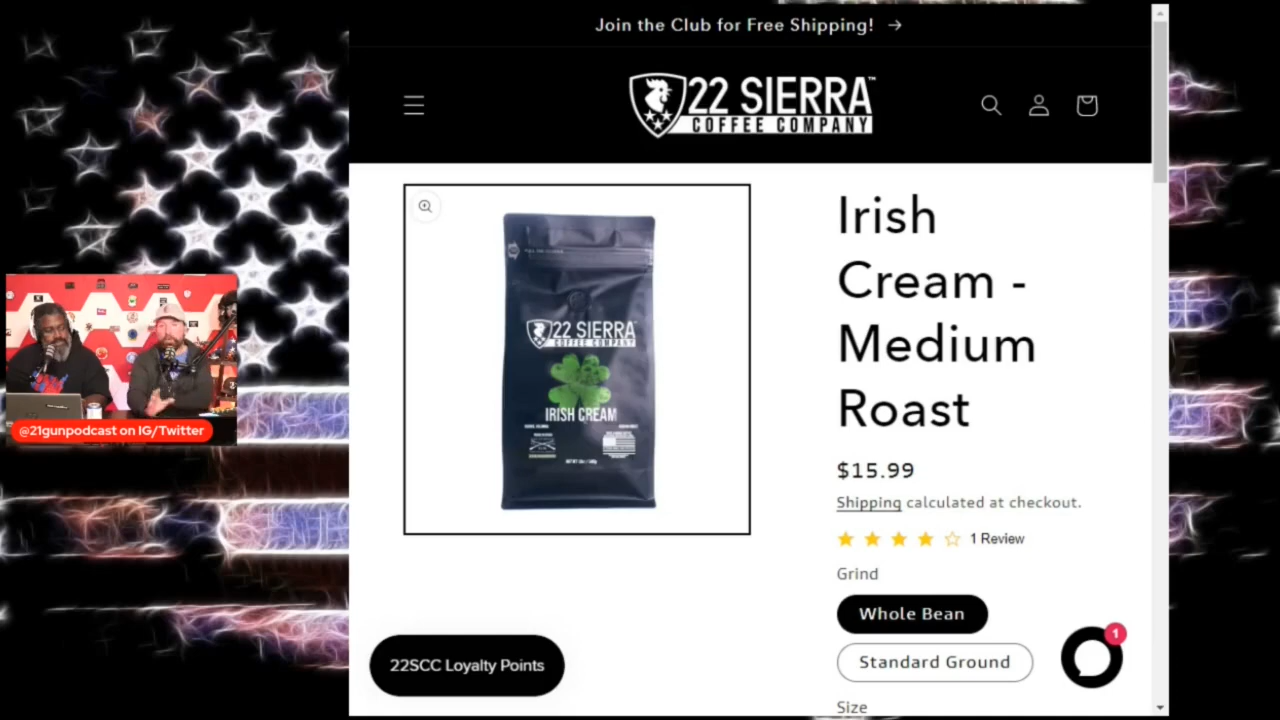 Join the Club for Free Shipping! →
22 SIERRA™
COFFEE COMPANY
22 SIERRA
COFFEE COMPANY
IRISH CREAM
@21gunpodcast on IG/Twitter
Irish
Cream -
Medium
Roast
$15.99
Shipping calculated at checkout.
1 Review
Grind
Whole Bean
Standard Ground
Size
22SCC Loyalty Points
1